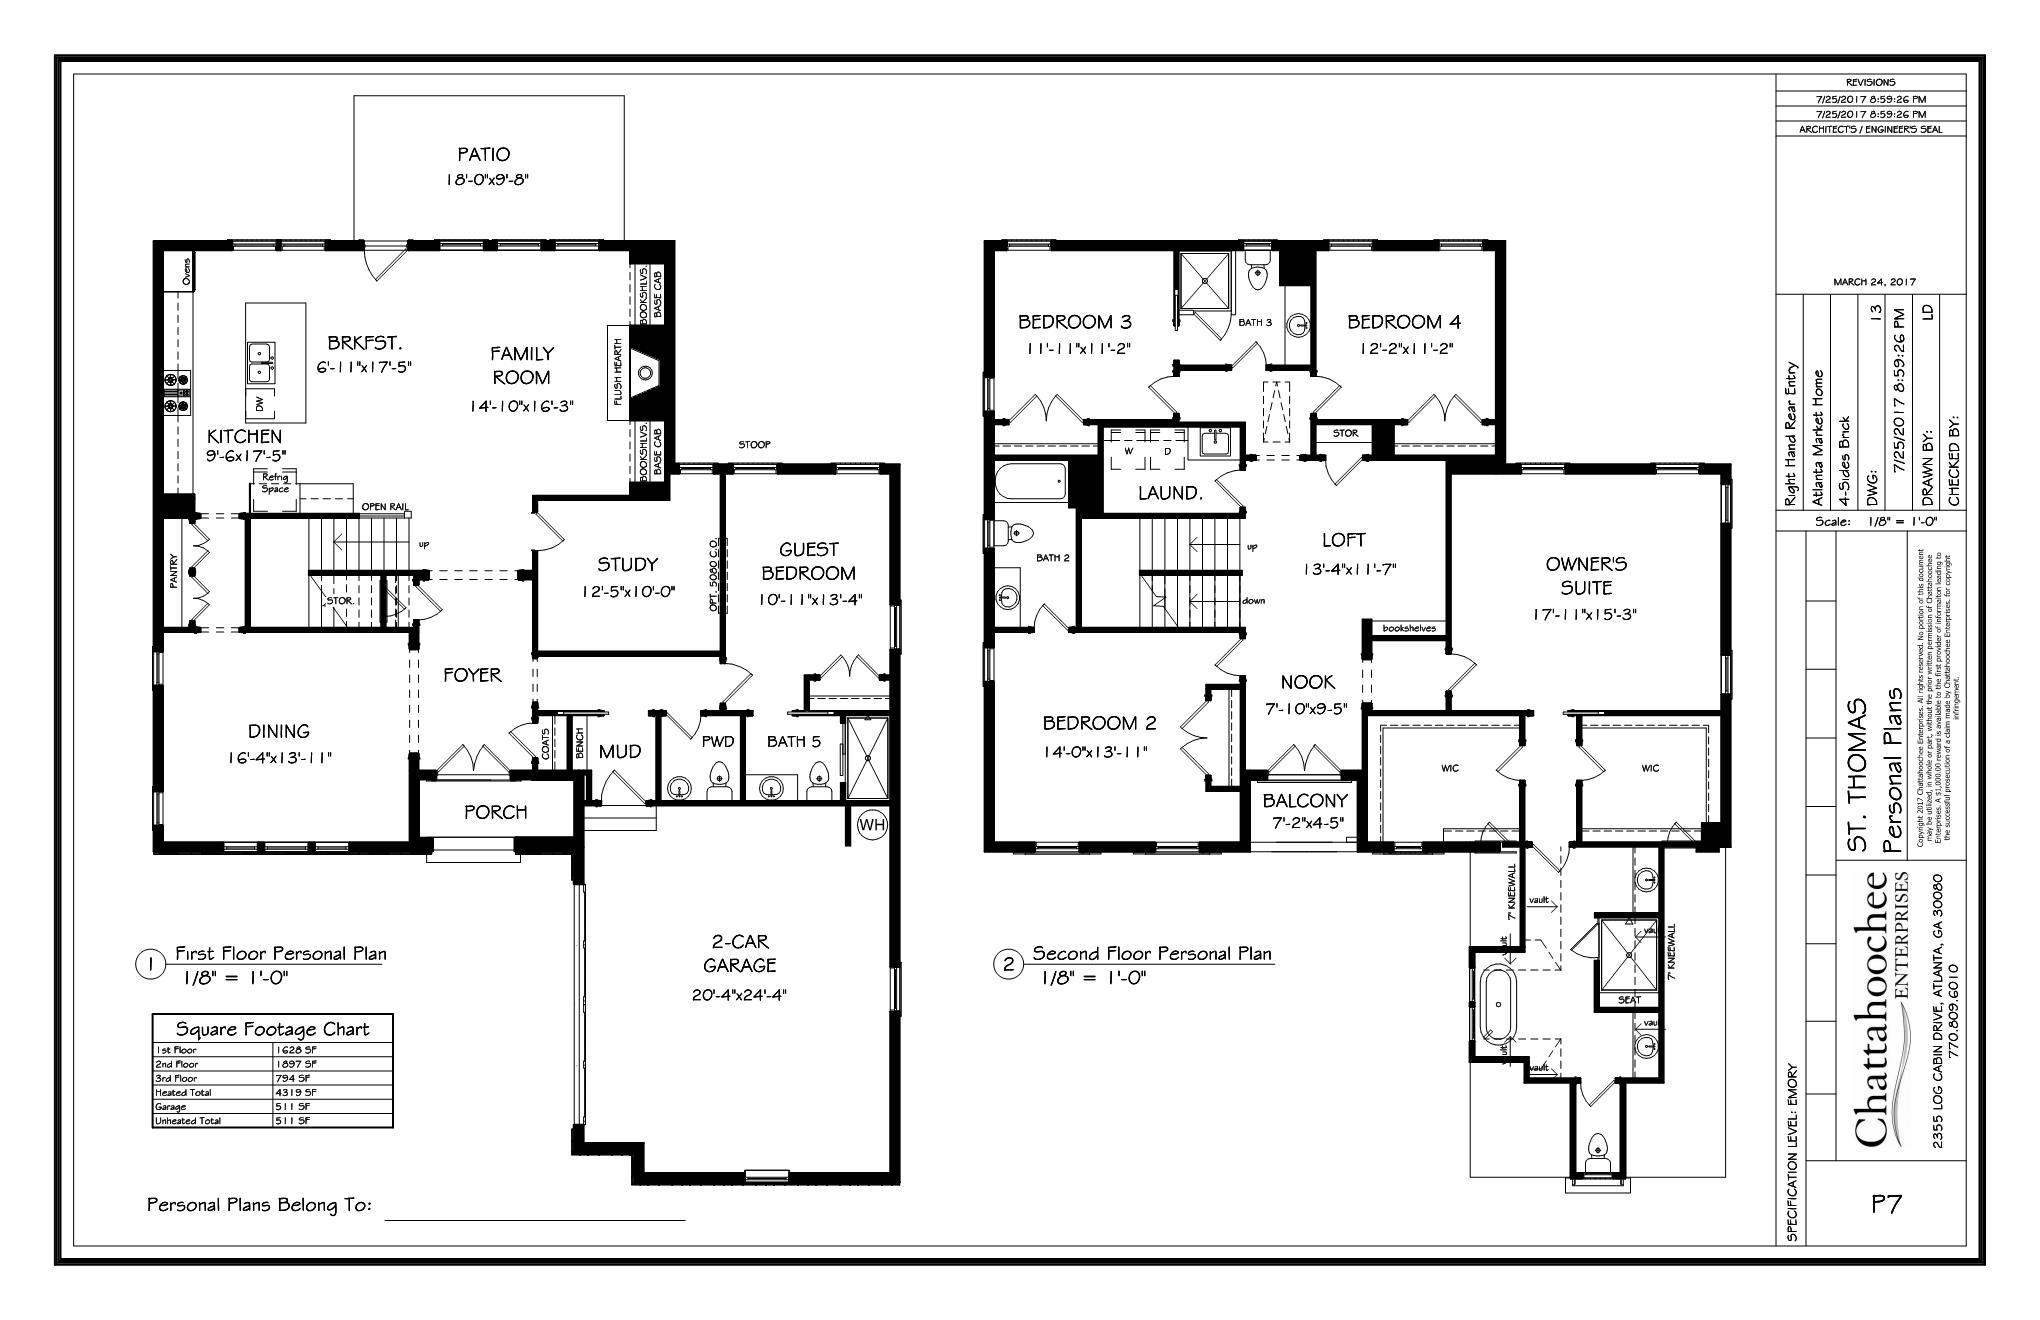 PATIO
18'-0"x9'-8"
Ovens
BOOKSHLVS.
BASE CAB
BRKFST.
6'-11"x17'-5"
FAMILY
ROOM
14'-10"x16'-3"
FLUSH HEARTH
DW
KITCHEN
9'-6x17'-5"
BOOKSHLVS.
BASE CAB
STOOP
Refrig
Space
OPEN RAIL
up
PANTRY
STOR.
STUDY
12'-5"x10'-0"
OPT. 5080 C.O.
GUEST
BEDROOM
10'-11"x13'-4"
FOYER
DINING
16'-4"x13'-11"
COATS
BENCH
MUD
PWD
BATH 5
PORCH
WH
2-CAR
GARAGE
20'-4"x24'-4"
1
First Floor Personal Plan
1/8" = 1'-0"
Square Footage Chart
1st Floor 1628 SF
2nd Floor 1897 SF
3rd Floor 794 SF
Heated Total 4319 SF
Garage 511 SF
Unheated Total 511 SF
Personal Plans Belong To:
BEDROOM 3
11'-11"x11'-2"
BATH 3
BEDROOM 4
12'-2"x11'-2"
W
D
STOR
LAUND.
BATH 2
up
down
LOFT
13'-4"x11'-7"
bookshelves
OWNER'S
SUITE
17'-11"x15'-3"
NOOK
7'-10"x9-5"
BEDROOM 2
14'-0"x13'-11"
WIC
WIC
BALCONY
7'-2"x4-5"
7' KNEEWALL
vault
vault
vault
7' KNEEWALL
SEAT
vault
vault
vault
2
Second Floor Personal Plan
1/8" = 1'-0"
REVISIONS
7/25/2017 8:59:26 PM
7/25/2017 8:59:26 PM
ARCHITECT'S / ENGINEER'S SEAL
MARCH 24, 2017
Right Hand Rear Entry
Atlanta Market Home
4-Sides Brick
DWG: 13
7/25/2017 8:59:26 PM
DRAWN BY: LD
CHECKED BY:
Scale: 1/8" = 1'-0"
ST. THOMAS
Personal Plans
Copyright 2017 Chattahoochee Enterprises. All rights reserved. No portion of this document
may be utilized, in whole or part, without the prior written permission of Chattahoochee
Enterprises. A $1,000.00 reward is available to the first provider of informaiton leading to
the successful prosecution of a claim made by Chattahoochee Enterprises. for copyright
infringement.
Chattahoochee
ENTERPRISES
2355 LOG CABIN DRIVE, ATLANTA, GA 30080
770.809.6010
SPECIFICATION LEVEL: EMORY
P7